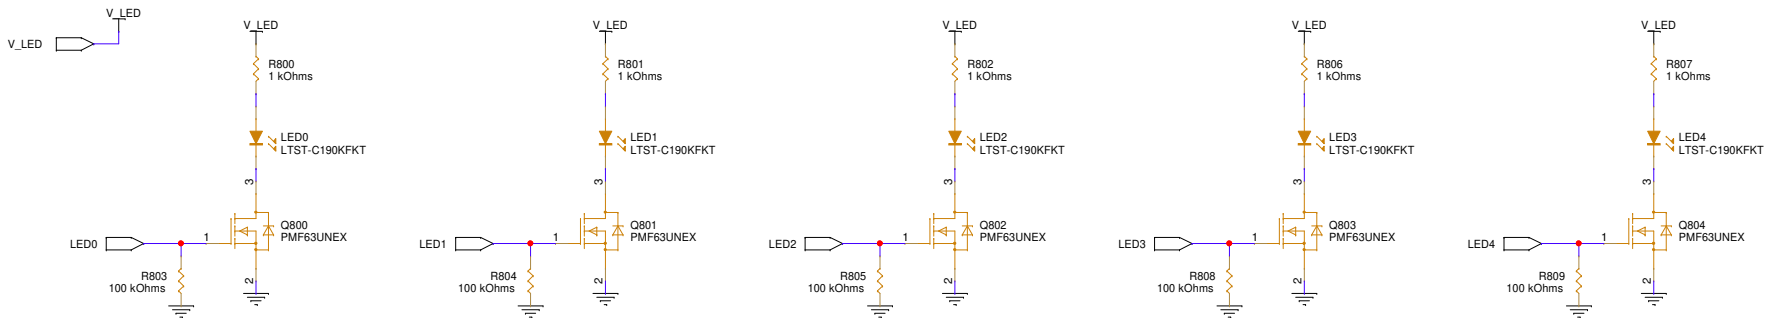 V_LED
V_LED
V_LED
R800
1 kOhms
LED0
LTST-C190KFKT
3
Q800
PMF63UNEX
1
LED0
R803
100 kOhms
2
V_LED
R801
1 kOhms
LED1
LTST-C190KFKT
3
Q801
PMF63UNEX
1
LED1
R804
100 kOhms
2
V_LED
R802
1 kOhms
LED2
LTST-C190KFKT
3
Q802
PMF63UNEX
1
LED2
R805
100 kOhms
2
V_LED
R806
1 kOhms
LED3
LTST-C190KFKT
3
Q803
PMF63UNEX
1
LED3
R808
100 kOhms
2
V_LED
R807
1 kOhms
LED4
LTST-C190KFKT
3
Q804
PMF63UNEX
1
LED4
R809
100 kOhms
2